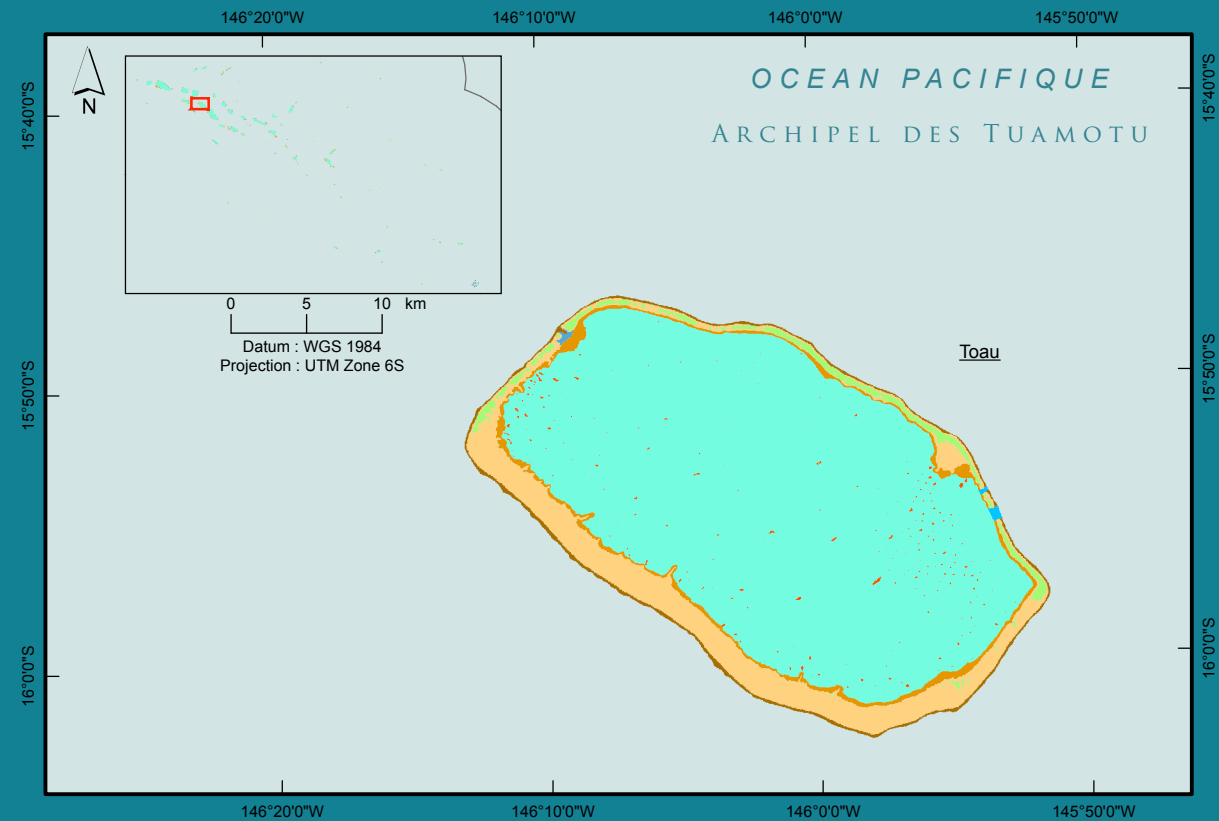 146°20'0"W 146°10'0"W 146°0'0"W 145°50'0"W
OCEAN PACIFIQUE
ARCHIPEL DES TUAMOTU
N
15°40'0"S
15°40'0"S
0 5 10 km
Datum : WGS 1984
Projection : UTM Zone 6S
Toau
15°50'0"S
15°50'0"S
16°0'0"S
16°0'0"S
146°20'0"W 146°10'0"W 146°0'0"W 145°50'0"W